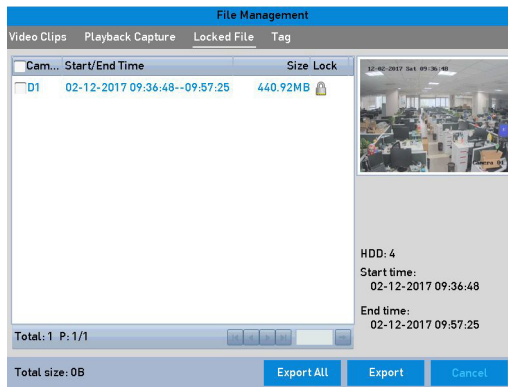 File Management
Video Clips Playback Capture Locked File Tag
Cam... Start/End Time Size Lock
D1 02-12-2017 09:36:48--09:57:25 440.92MB
12-02-2017 Sat 09:36:48
Camera 01
HDD: 4
Start time:
02-12-2017 09:36:48
End time:
02-12-2017 09:57:25
Total: 1 P: 1/1
Total size: 0B Export All Export Cancel